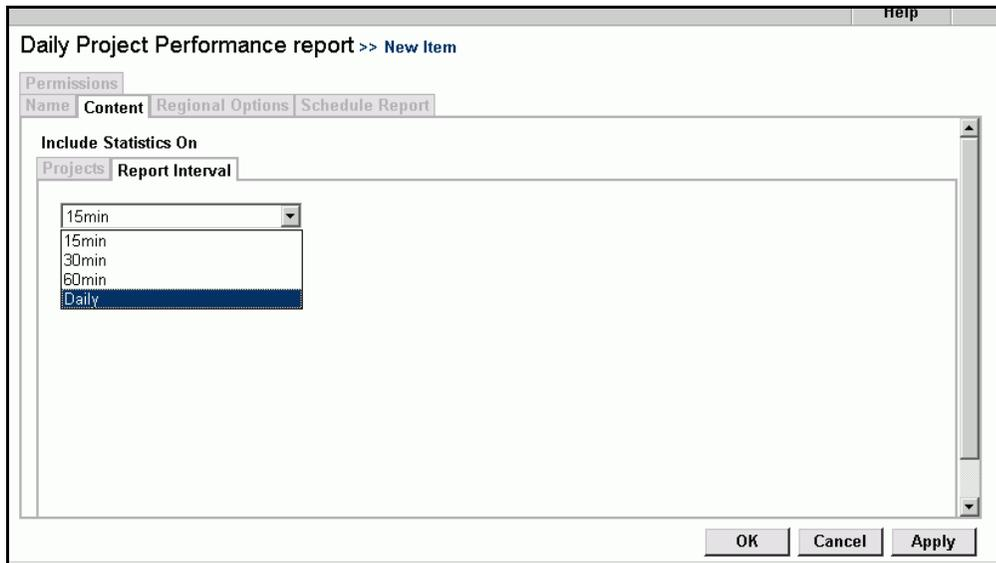 Help
Daily Project Performance report >> New Item
Permissions
Name Content Regional Options Schedule Report
Include Statistics On
Projects Report Interval
15min
15min
30min
60min
Daily
OK Cancel Apply